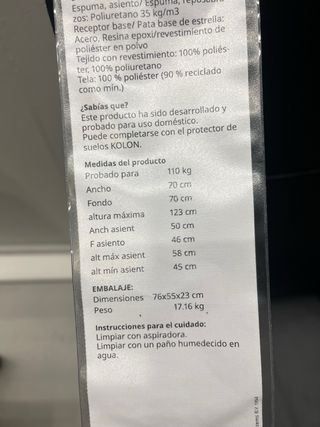 Espuma, asiento/ Espuma, reposabra-
zos: Poliuretano 35 kg/m3
Receptor base/ Pata base de estrella:
Acero, Resina epoxi/revestimiento de
poliéster en polvo
Tejido con revestimiento: 100% poliés-
ter, 100% poliuretano
Tela: 100 % poliéster (90 % reciclado
como mín.)
¿Sabías que?
Este producto ha sido desarrollado y
probado para uso doméstico.
Puede completarse con el protector de
suelos KOLON.
Medidas del producto
Probado para 110 kg
Ancho 70 cm
Fondo 70 cm
altura máxima 123 cm
Anch asient 50 cm
F asiento 46 cm
alt máx asient 58 cm
alt mín asient 45 cm
EMBALAJE:
Dimensiones 76x55x23 cm
Peso 17.16 kg
Instrucciones para el cuidado:
Limpiar con aspiradora.
Limpiar con un paño humedecido en
agua.